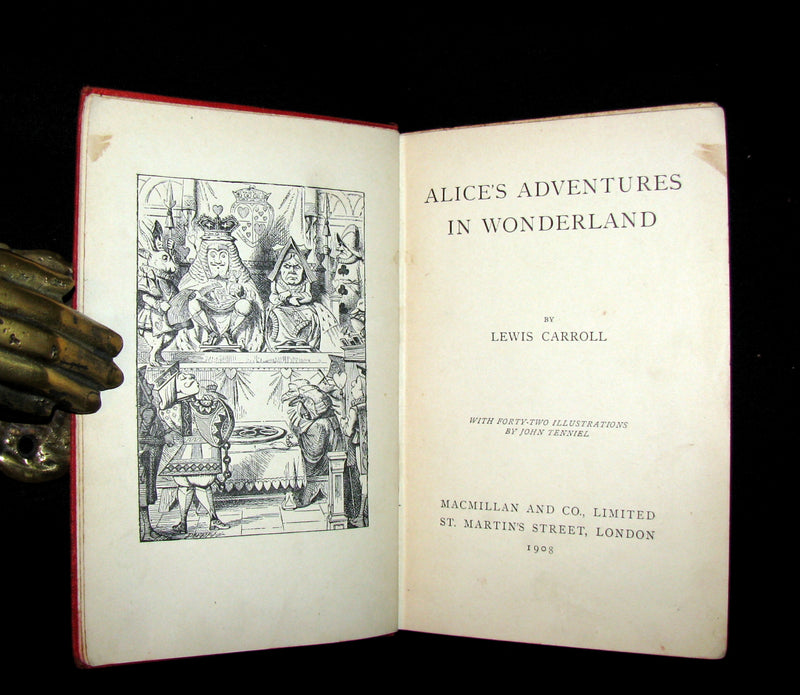 ALICE'S ADVENTURES
IN WONDERLAND
BY
LEWIS CARROLL
WITH FORTY-TWO ILLUSTRATIONS
BY JOHN TENNIEL
MACMILLAN AND CO., LIMITED
ST. MARTIN'S STREET, LONDON
1908